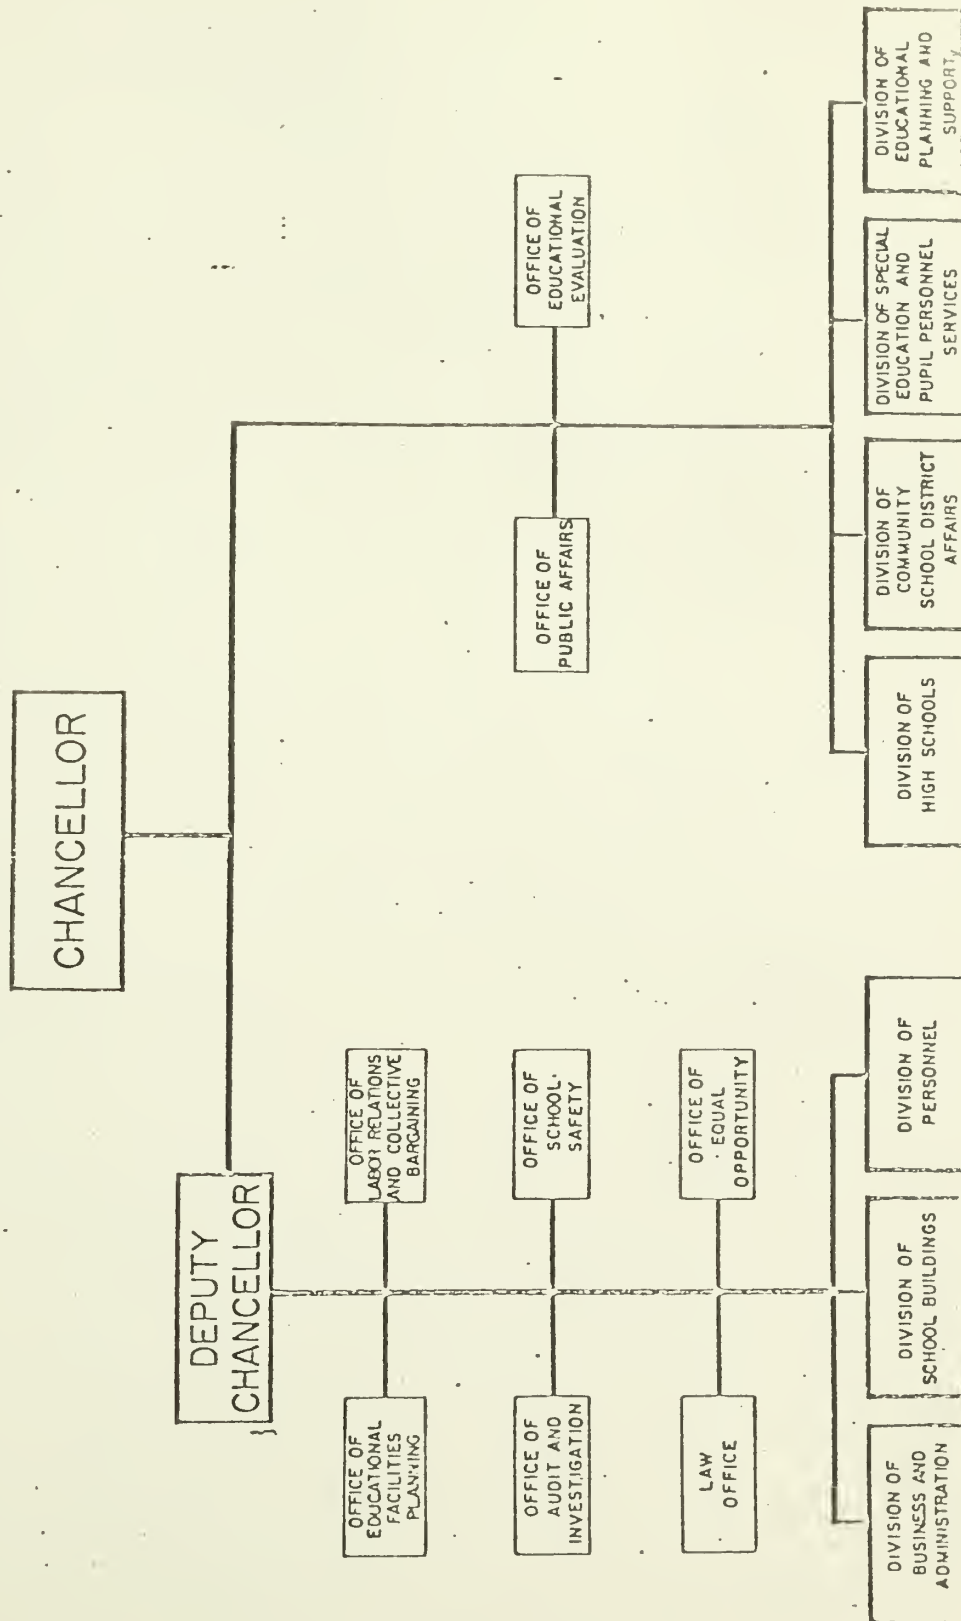 CHANCELLOR
DEPUTY
CHANCELLOR
OFFICE OF
EDUCATIONAL
FACILITIES
PLANNING
OFFICE OF
LABOR RELATIONS
AND COLLECTIVE
BARGAINING
OFFICE OF
AUDIT AND
INVESTIGATION
OFFICE OF
SCHOOL
SAFETY
OFFICE OF
PUBLIC AFFAIRS
OFFICE OF
EDUCATIONAL
EVALUATION
LAW
OFFICE
OFFICE OF
EQUAL
OPPORTUNITY
DIVISION OF
BUSINESS AND
ADMINISTRATION
DIVISION OF
SCHOOL BUILDINGS
DIVISION OF
PERSONNEL
DIVISION OF
HIGH SCHOOLS
DIVISION OF
COMMUNITY
SCHOOL DISTRICT
AFFAIRS
DIVISION OF SPECIAL
EDUCATION AND
PUPIL PERSONNEL
SERVICES
DIVISION OF
EDUCATIONAL
PLANNING AND
SUPPORT